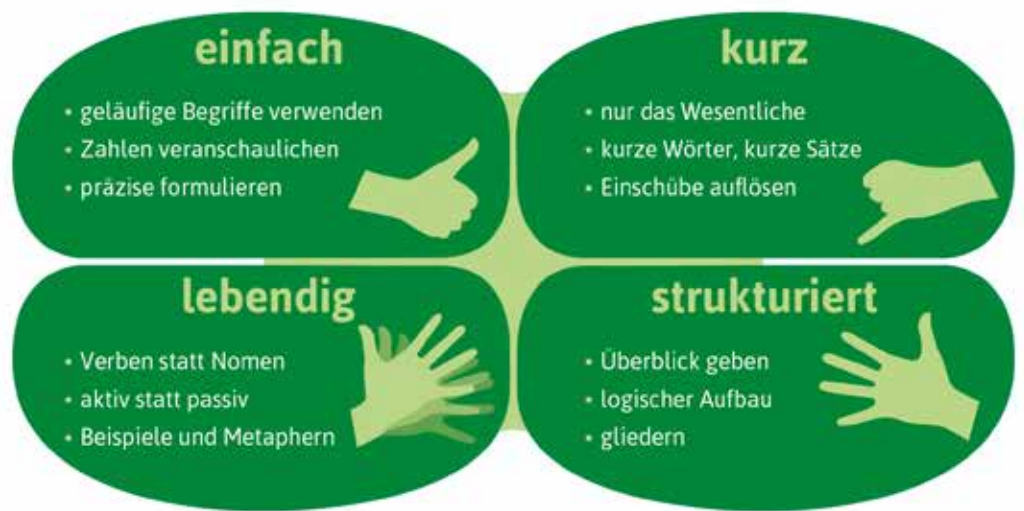 einfach
• geläufige Begriffe verwenden
• Zahlen veranschaulichen
• präzise formulieren
kurz
• nur das Wesentliche
• kurze Wörter, kurze Sätze
• Einschübe auflösen
lebendig
• Verben statt Nomen
• aktiv statt passiv
• Beispiele und Metaphern
strukturiert
• Überblick geben
• logischer Aufbau
• gliedern